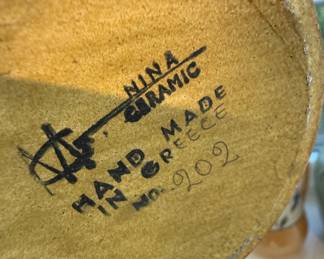 NINA
CERAMIC
HAND MADE
IN GREECE
NO. 202